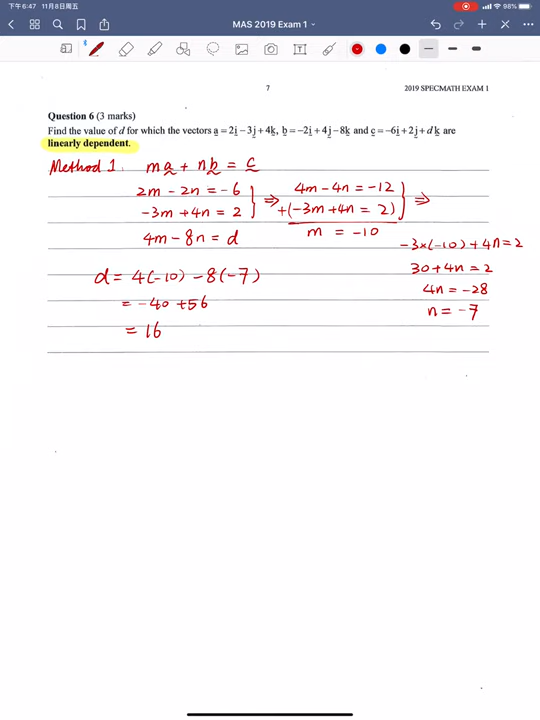 下午6:47 11月8日周五
MAS 2019 Exam 1
96%
7
2019 SPECMATH EXAM 1
Question 6 (3 marks)
Find the value of d for which the vectors a = 2i − 3j + 4k, b = −2i + 4j − 8k and c = −6i + 2j + dk are
linearly dependent.
Method 1. ma + nb = c
2m - 2n = -6
-3m + 4n = 2
4m - 8n = d
⇒ 4m - 4n = -12
+(-3m + 4n = 2)
m = -10
⇒
-3×(-10) + 4n = 2
30 + 4n = 2
4n = -28
n = -7
d = 4(-10) - 8(-7)
= -40 + 56
= 16